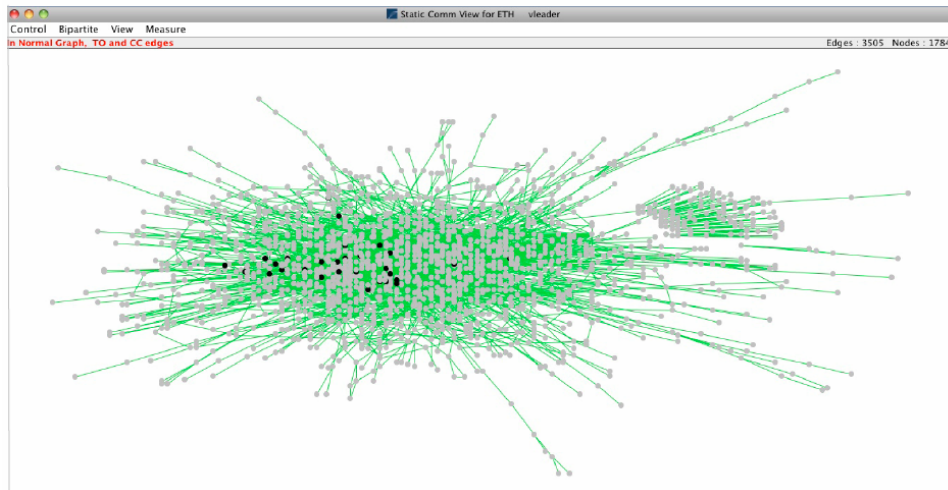 Static Comm View for ETH vleader
Control Bipartite View Measure
In Normal Graph, TO and CC edges Edges : 3505 Nodes : 1784